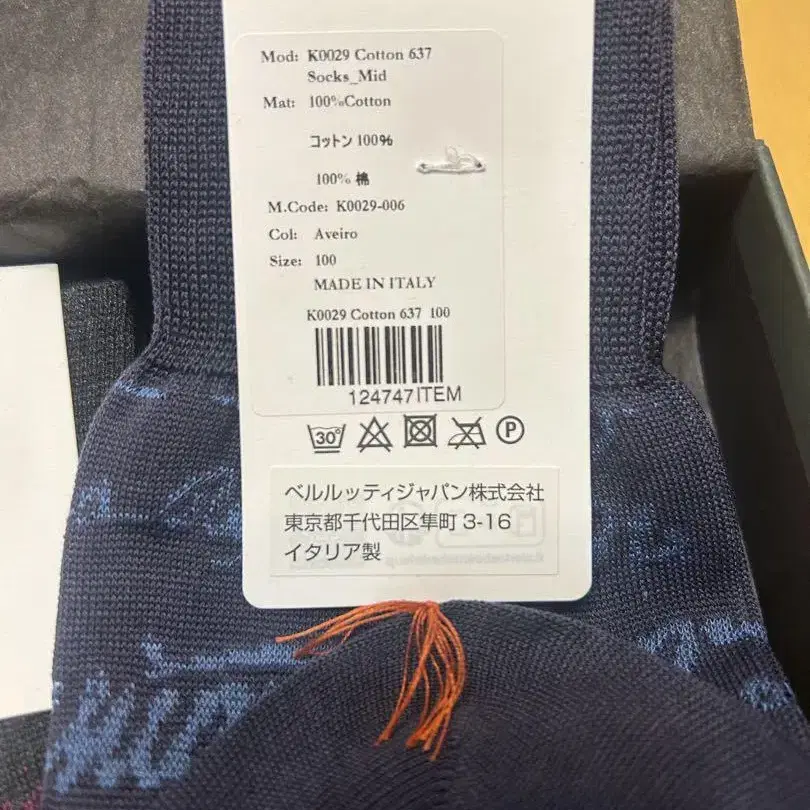 Mod: K0029 Cotton 637
Socks_Mid
Mat: 100%Cotton
コットン 100%
100% 棉
M.Code: K0029-006
Col: Aveiro
Size: 100
MADE IN ITALY
K0029 Cotton 637 100
124747ITEM
30°
P
ベルルッティジャパン株式会社
東京都千代田区隼町 3-16
イタリア製